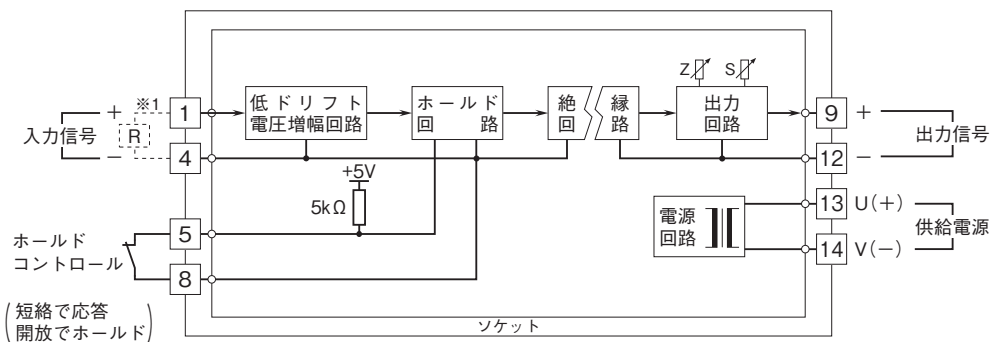 ※1
1
+
R
入力信号
−
4
低ドリフト
電圧増幅回路
ホールド
回　路
絶　縁
回　路
Z
S
出力
回路
9
+
出力信号
12
−
+5V
5kΩ
電源
回路
13
U(+)
供給電源
14
V(−)
5
ホールド
コントロール
8
(短絡で応答
開放でホールド)
ソケット